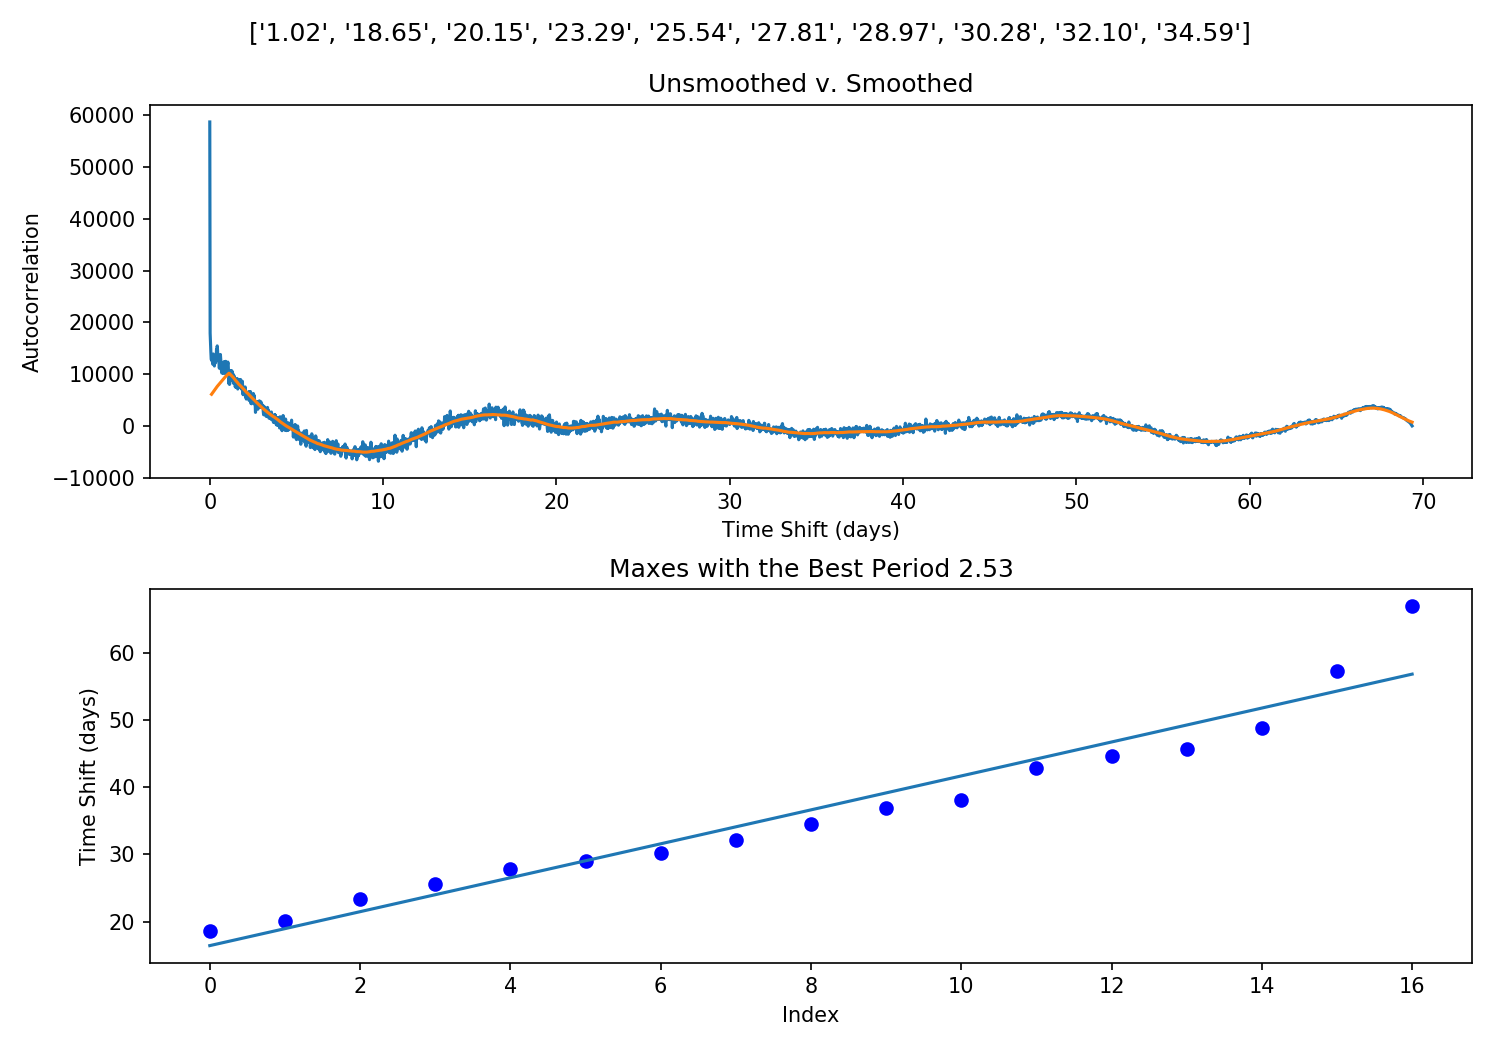 ['1.02', '18.65', '20.15', '23.29', '25.54', '27.81', '28.97', '30.28', '32.10', '34.59']
Unsmoothed v. Smoothed
60000
50000
40000
30000
20000
10000
0
−10000
Autocorrelation
0 10 20 30 40 50 60 70
Time Shift (days)
Maxes with the Best Period 2.53
60
50
40
30
20
Time Shift (days)
0 2 4 6 8 10 12 14 16
Index